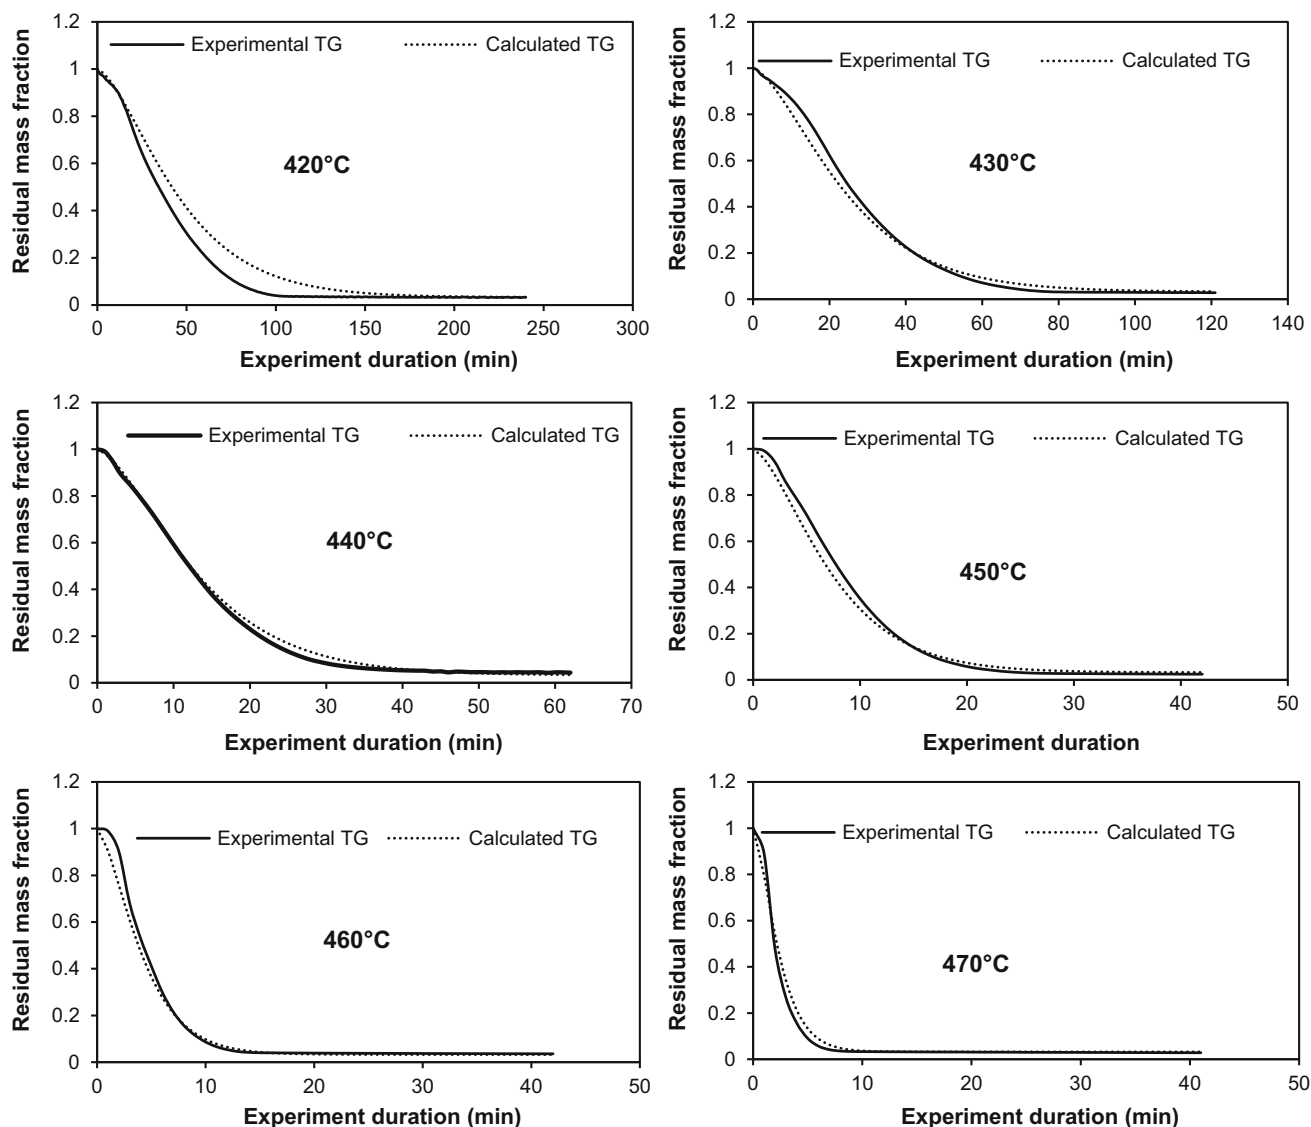 1.2
1
0.8
0.6
0.4
0.2
0
Residual mass fraction
Experimental TG
Calculated TG
420°C
0
50
100
150
200
250
300
Experiment duration (min)
1.2
1
0.8
0.6
0.4
0.2
0
Residual mass fraction
Experimental TG
Calculated TG
430°C
0
20
40
60
80
100
120
140
Experiment duration (min)
1.2
1
0.8
0.6
0.4
0.2
0
Residual mass fraction
Experimental TG
Calculated TG
440°C
0
10
20
30
40
50
60
70
Experiment duration (min)
1.2
1
0.8
0.6
0.4
0.2
0
Residual mass fraction
Experimental TG
Calculated TG
450°C
0
10
20
30
40
50
Experiment duration
1.2
1
0.8
0.6
0.4
0.2
0
Residual mass fraction
Experimental TG
Calculated TG
460°C
0
10
20
30
40
50
Experiment duration (min)
1.2
1
0.8
0.6
0.4
0.2
0
Residual mass fraction
Experimental TG
Calculated TG
470°C
0
10
20
30
40
50
Experiment duration (min)